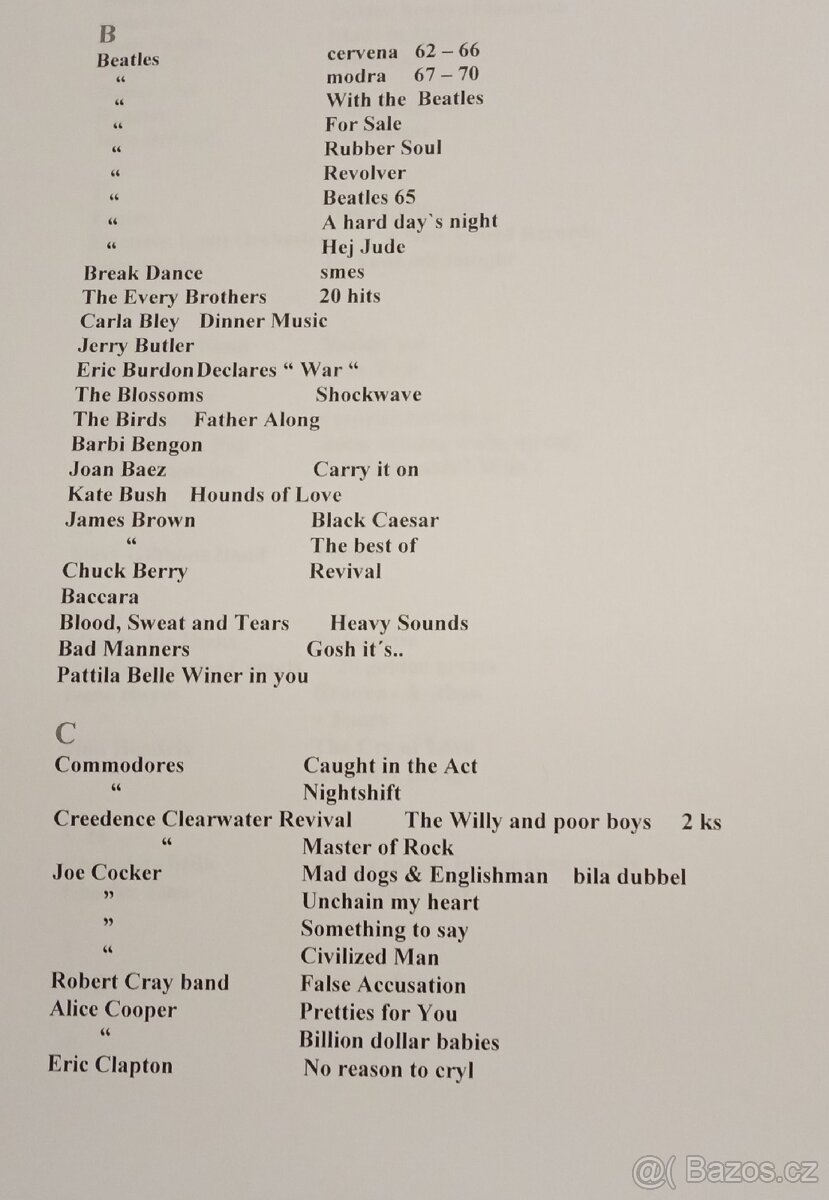 B
Beatles cervena 62 – 66
“ modra 67 – 70
“ With the Beatles
“ For Sale
“ Rubber Soul
“ Revolver
“ Beatles 65
“ A hard day`s night
“ Hej Jude
Break Dance smes
The Every Brothers 20 hits
Carla Bley Dinner Music
Jerry Butler
Eric Burdon Declares “ War “
The Blossoms Shockwave
The Birds Father Along
Barbi Bengon
Joan Baez Carry it on
Kate Bush Hounds of Love
James Brown Black Caesar
“ The best of
Chuck Berry Revival
Baccara
Blood, Sweat and Tears Heavy Sounds
Bad Manners Gosh it´s..
Pattila Belle Winer in you
C
Commodores Caught in the Act
“ Nightshift
Creedence Clearwater Revival The Willy and poor boys 2 ks
“ Master of Rock
Joe Cocker Mad dogs & Englishman bila dubbel
” Unchain my heart
” Something to say
“ Civilized Man
Robert Cray band False Accusation
Alice Cooper Pretties for You
“ Billion dollar babies
Eric Clapton No reason to cryl
@( Bazos.cz